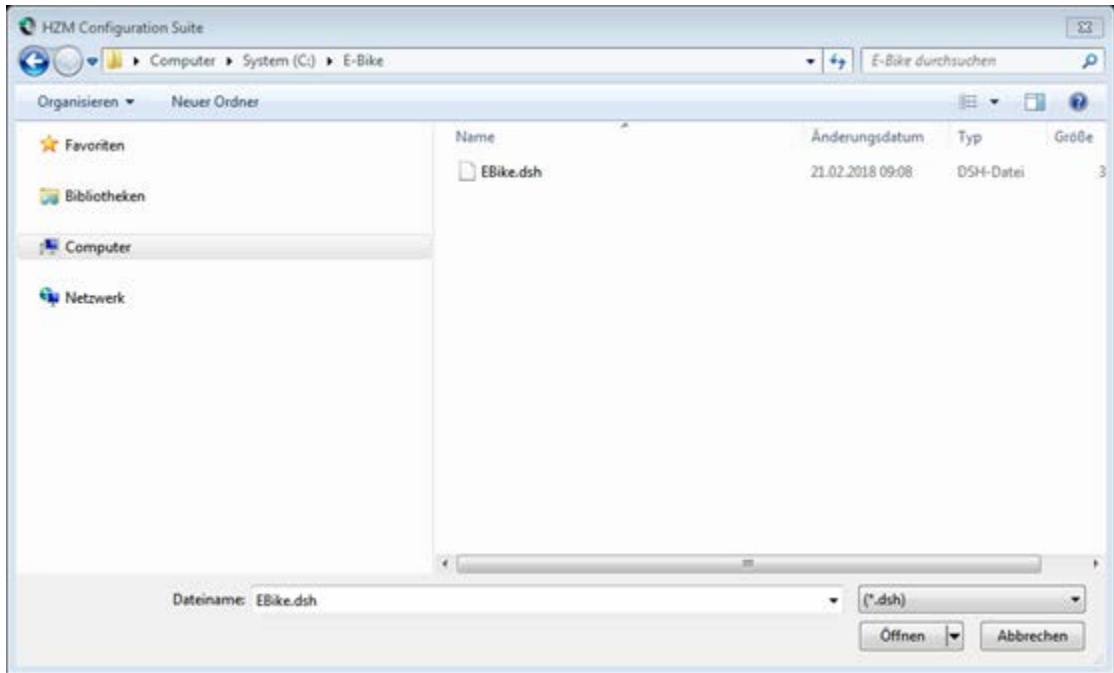 HZM Configuration Suite
Computer System (C:) E-Bike E-Bike durchsuchen
Organisieren Neuer Ordner
Favoriten
Bibliotheken
Computer
Netzwerk
Name Änderungsdatum Typ Größe
EBike.dsh 21.02.2018 09:08 DSH-Datei 3
Dateiname: EBike.dsh (*.dsh)
Öffnen Abbrechen